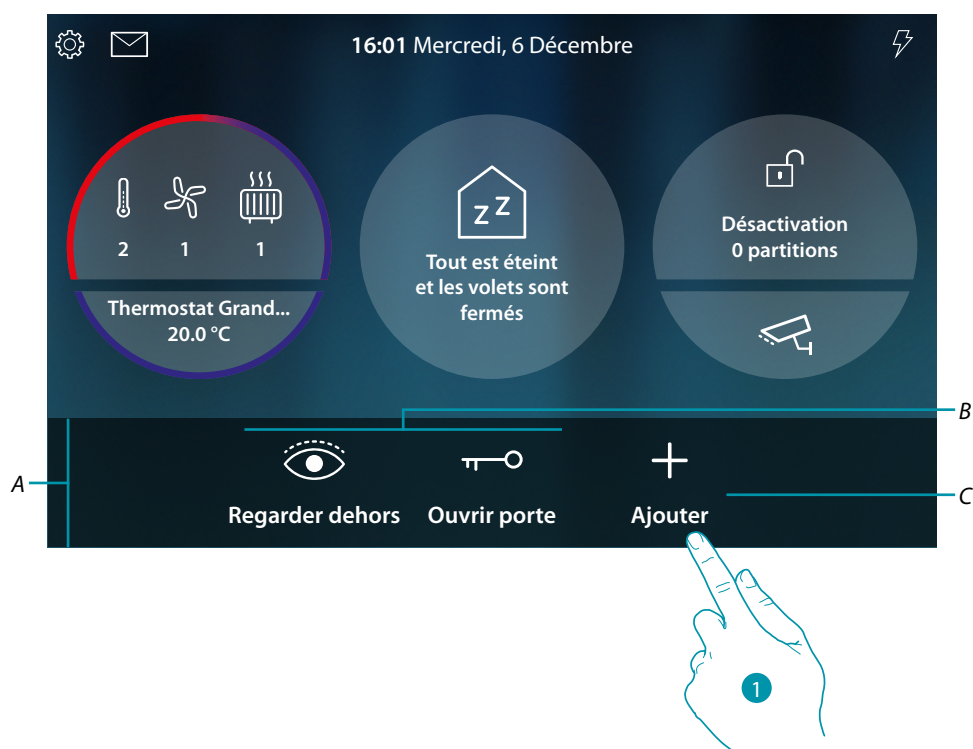 16:01 Mercredi, 6 Décembre
2 1 1
Thermostat Grand...
20.0 °C
z Z
Tout est éteint
et les volets sont
fermés
Désactivation
0 partitions
B
A
C
Regarder dehors
Ouvrir porte
Ajouter
1